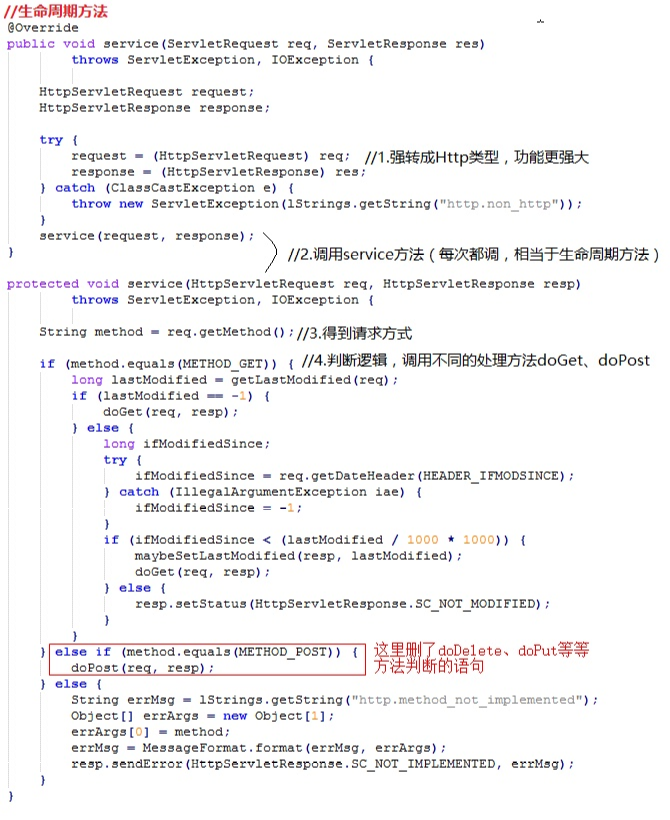 //生命周期方法
@Override
public void service(ServletRequest req, ServletResponse res)
        throws ServletException, IOException {

    HttpServletRequest request;
    HttpServletResponse response;

    try {
        request = (HttpServletRequest) req; //1.强转成Http类型，功能更强大
        response = (HttpServletResponse) res;
    } catch (ClassCastException e) {
        throw new ServletException(lStrings.getString("http.non_http"));
    }
    service(request, response);
} //2.调用service方法（每次都调，相当于生命周期方法）

protected void service(HttpServletRequest req, HttpServletResponse resp)
        throws ServletException, IOException {

    String method = req.getMethod(); //3.得到请求方式

    if (method.equals(METHOD_GET)) { //4.判断逻辑，调用不同的处理方法doGet、doPost
        long lastModified = getLastModified(req);
        if (lastModified == -1) {
            doGet(req, resp);
        } else {
            long ifModifiedSince;
            try {
                ifModifiedSince = req.getDateHeader(HEADER_IFMODSINCE);
            } catch (IllegalArgumentException iae) {
                ifModifiedSince = -1;
            }
            if (ifModifiedSince < (lastModified / 1000 * 1000)) {
                maybeSetLastModified(resp, lastModified);
                doGet(req, resp);
            } else {
                resp.setStatus(HttpServletResponse.SC_NOT_MODIFIED);
            }
        }
    } else if (method.equals(METHOD_POST)) { 这里删了doDelete、doPut等等
        doPost(req, resp); 方法判断的语句
    } else {
        String errMsg = lStrings.getString("http.method_not_implemented");
        Object[] errArgs = new Object[1];
        errArgs[0] = method;
        errMsg = MessageFormat.format(errMsg, errArgs);
        resp.sendError(HttpServletResponse.SC_NOT_IMPLEMENTED, errMsg);
    }
}